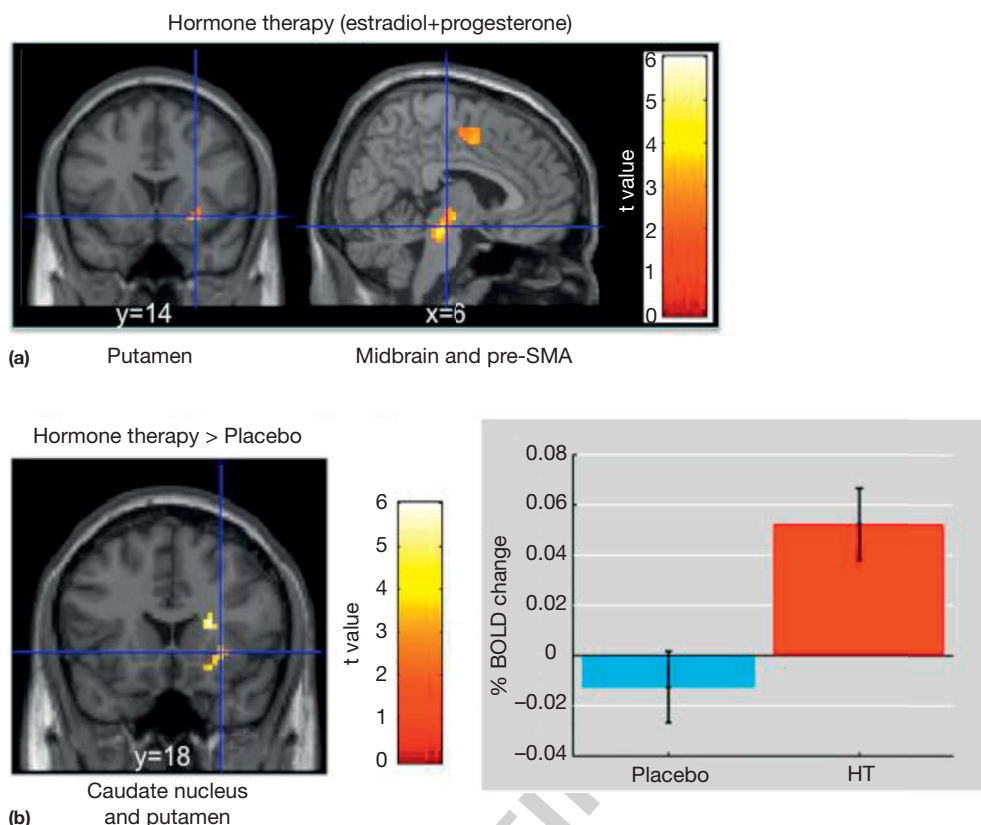 Hormone therapy (estradiol+progesterone)
6
5
4
3
2
1
0
t value
y=14
x=6
(a)
Putamen
Midbrain and pre-SMA
Hormone therapy > Placebo
y=18
6
5
4
3
2
1
0
t value
Caudate nucleus
and putamen
(b)
0.08
0.06
0.04
0.02
0
−0.02
−0.04
% BOLD change
Placebo
HT